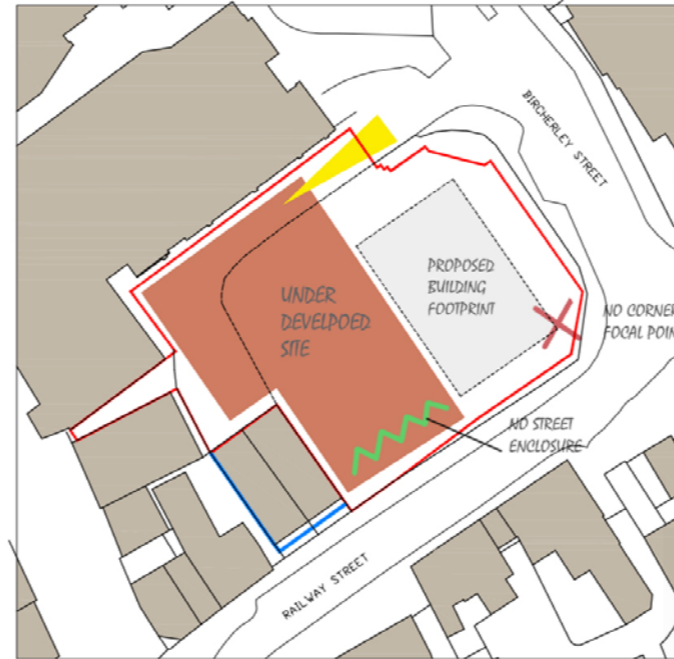 BIRCHERLEY STREET
PROPOSED
BUILDING
FOOTPRINT
UNDER
DEVELPOED
SITE
NO CORNER
FOCAL POIN
NO STREET
ENCLOSURE
RAILWAY STREET